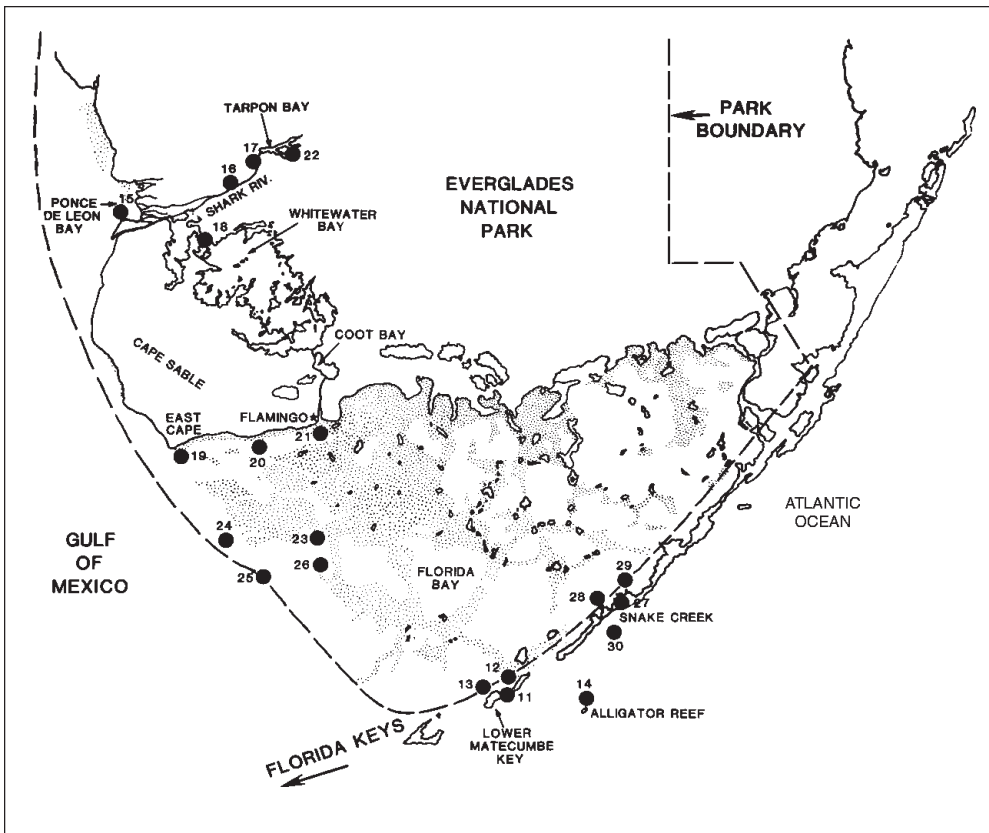 TARPON BAY
17
22
16
PARK
BOUNDARY
EVERGLADES
NATIONAL
PARK
PONCE
DE LEON
BAY
15
SHARK RIV.
WHITEWATER
BAY
18
CAPE SABLE
COOT BAY
EAST
CAPE
FLAMINGO
19
20
21
ATLANTIC
OCEAN
GULF
OF
MEXICO
24
23
25
26
FLORIDA
BAY
29
28
27
SNAKE CREEK
30
12
13
11
14
ALLIGATOR REEF
LOWER
MATECUMBE
KEY
FLORIDA KEYS